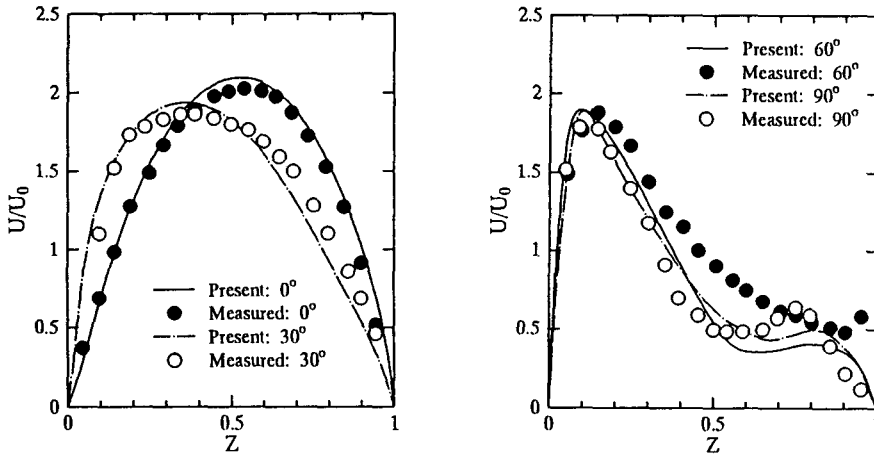 2.5
2
1.5
1
0.5
0
U/U₀
Present: 0°
Measured: 0°
Present: 30°
Measured: 30°
0
0.5
1
Z
2.5
2
1.5
1
0.5
0
U/U₀
Present: 60°
Measured: 60°
Present: 90°
Measured: 90°
0
0.5
Z